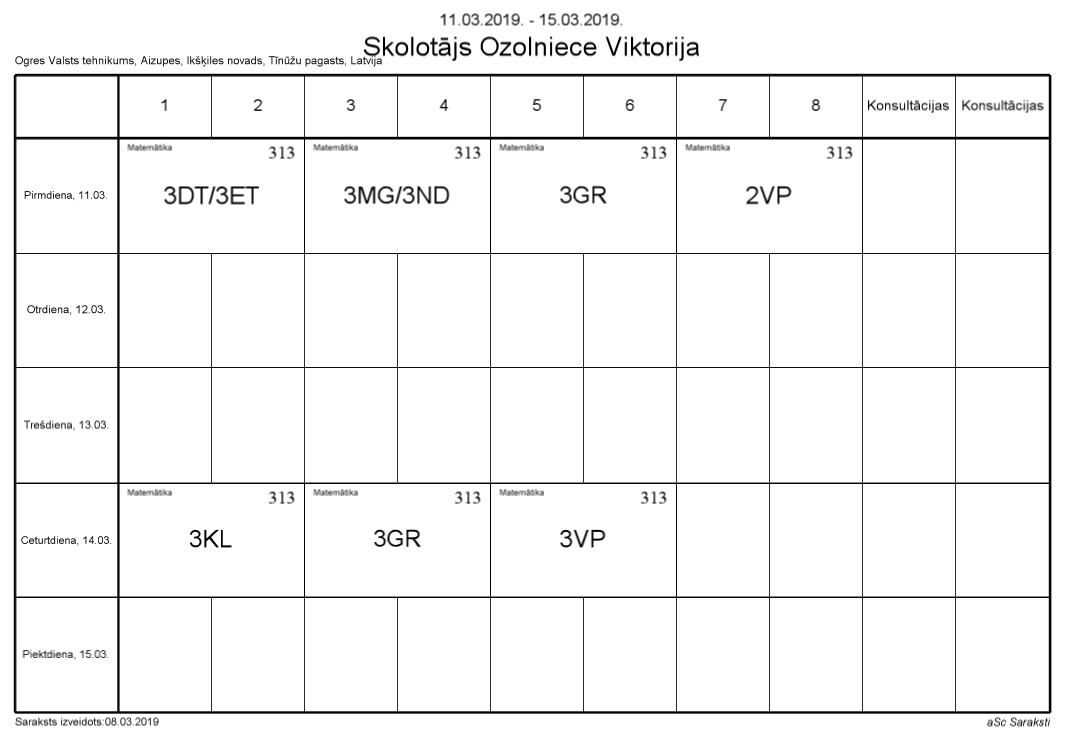 11.03.2019. - 15.03.2019.
Skolotājs Ozolniece Viktorija
Ogres Valsts tehnikums, Aizupes, Ikšķiles novads, Tīnūžu pagasts, Latvija
1 2 3 4 5 6 7 8 Konsultācijas Konsultācijas
Matemātika 313 Matemātika 313 Matemātika 313 Matemātika 313
Pirmdiena, 11.03. 3DT/3ET 3MG/3ND 3GR 2VP
Otrdiena, 12.03.
Trešdiena, 13.03.
Matemātika 313 Matemātika 313 Matemātika 313
Ceturtdiena, 14.03. 3KL 3GR 3VP
Piektdiena, 15.03.
Saraksts izveidots:08.03.2019 aSc Saraksti